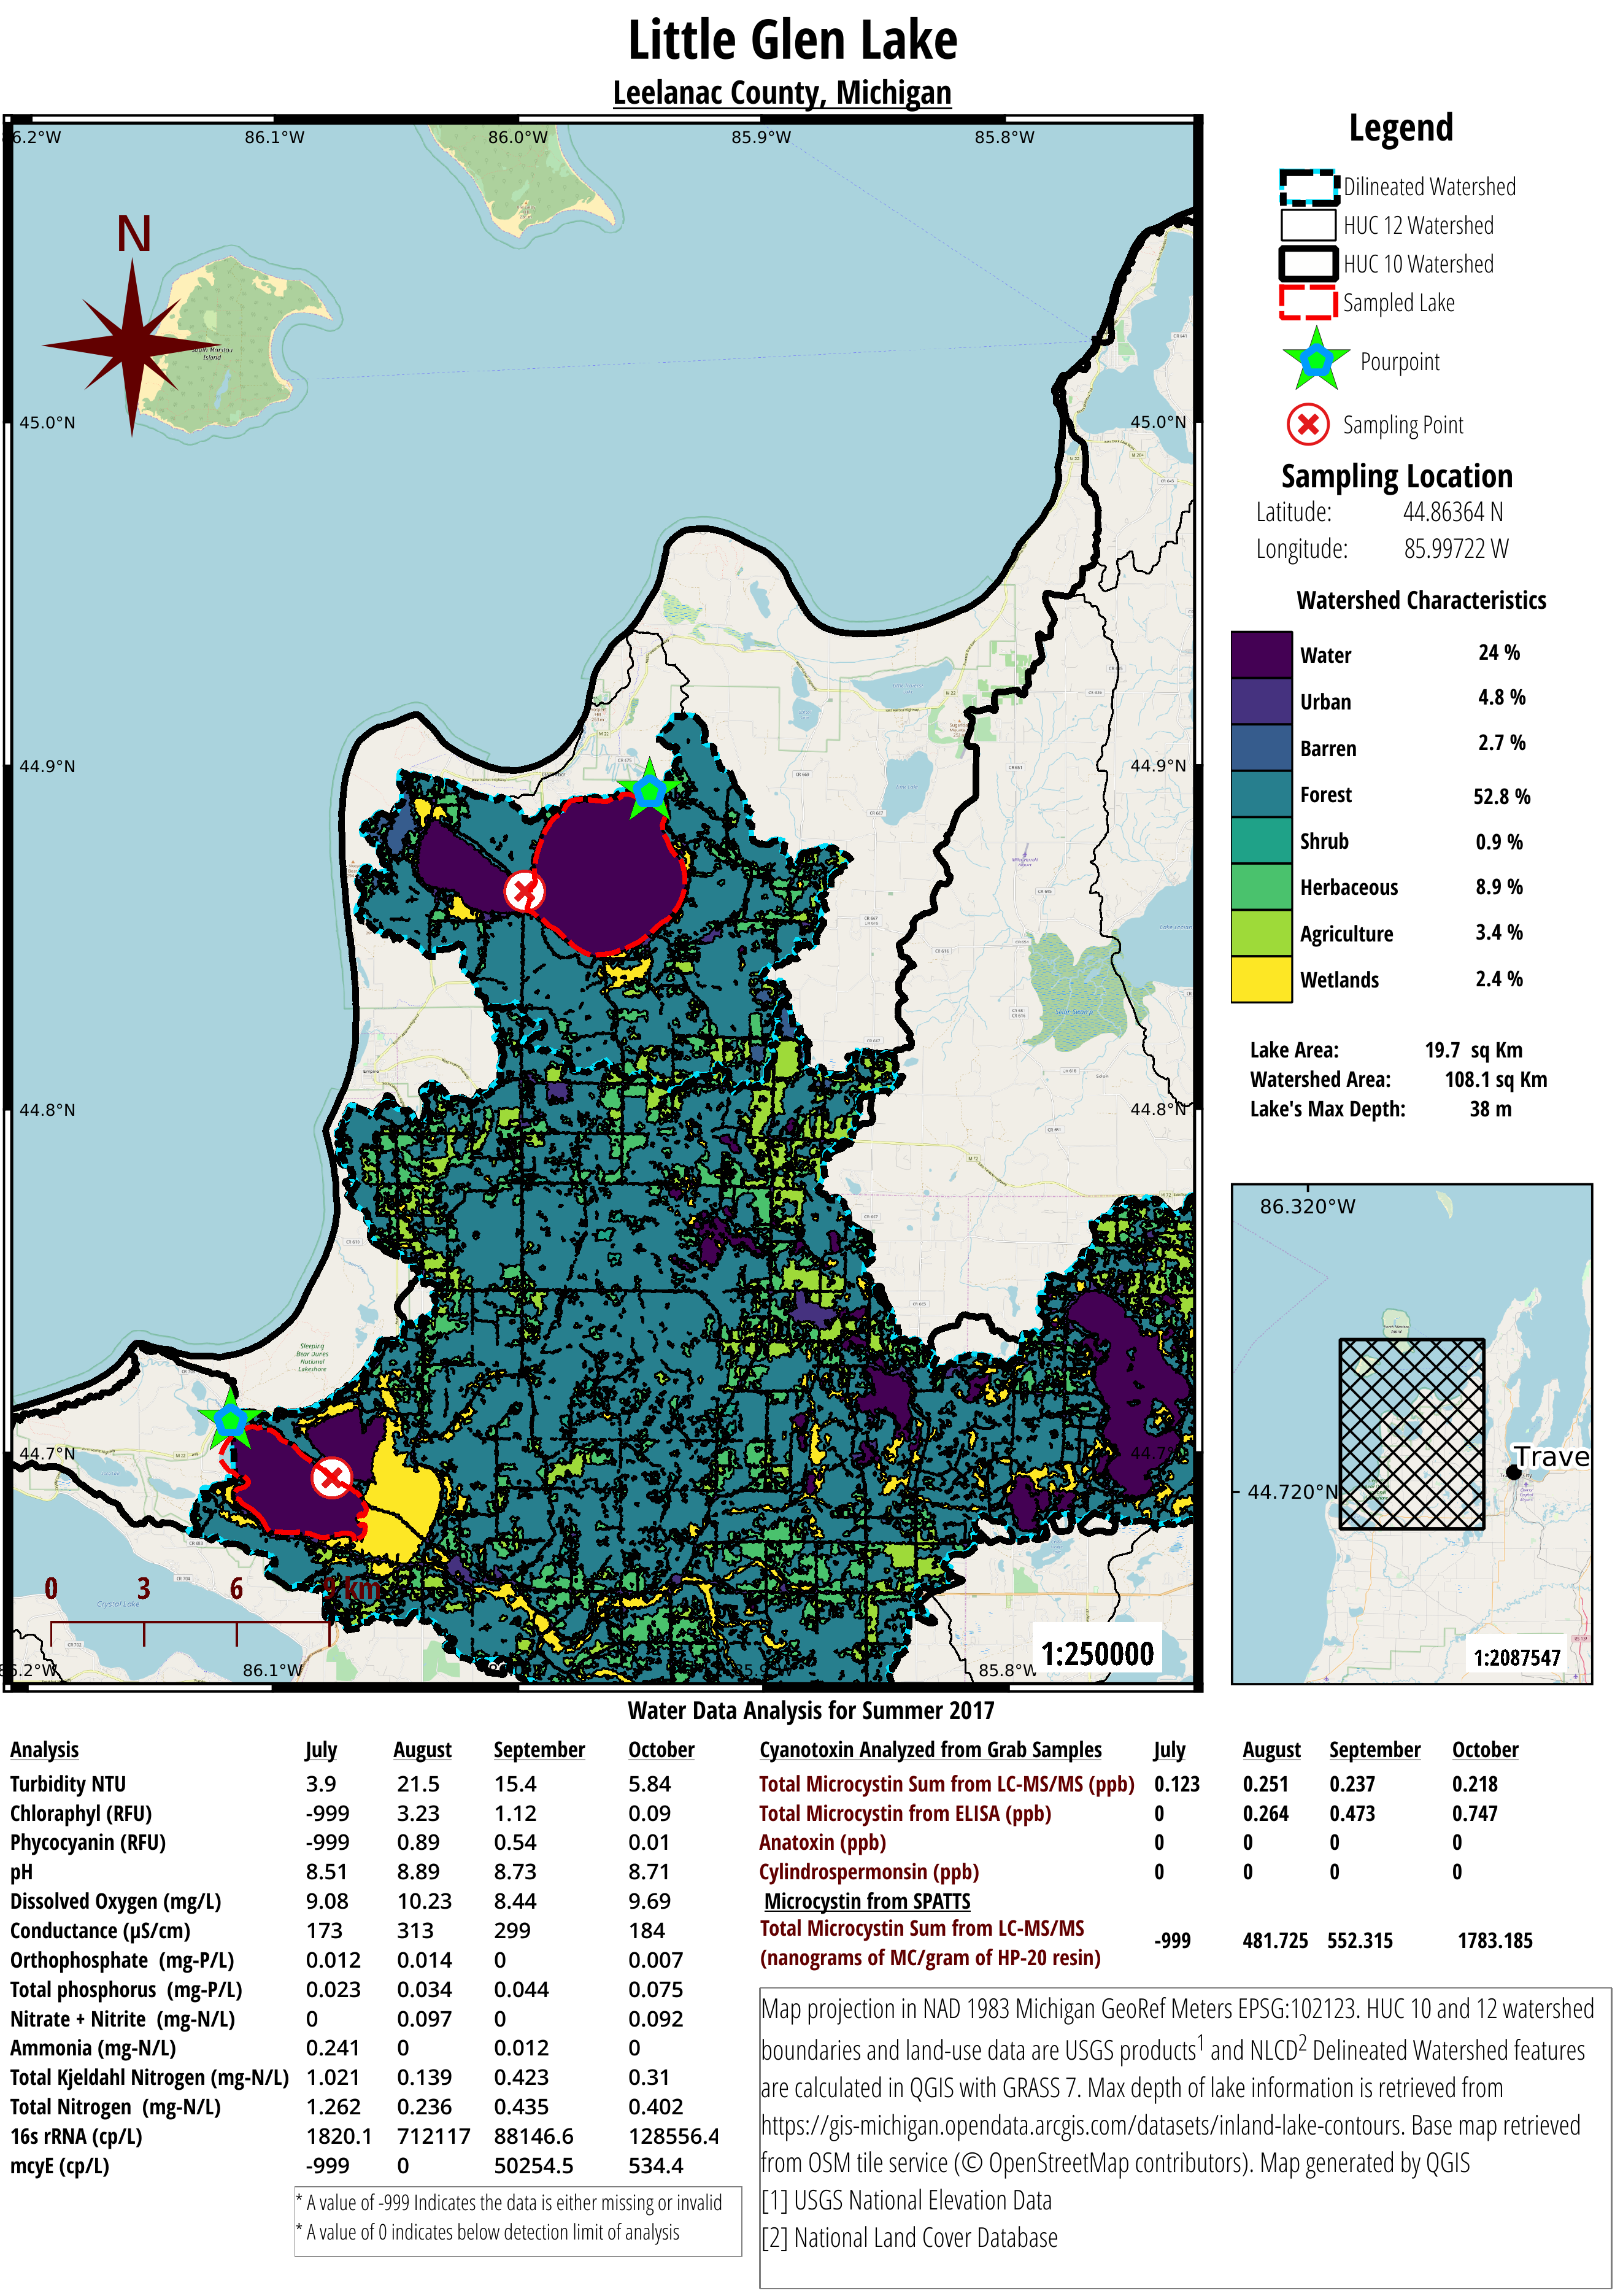 Little Glen Lake
Leelanac County, Michigan
86.1°W 86.0°W 85.9°W 85.8°W
N
South Manitou
Island
45.0°N 45.0°N
44.9°N 44.9°N
44.8°N 44.8°N
44.7°N 44.7°N
Sleeping
Bear Dunes
National
Lakeshore
Crystal Lake
0 3 6 9 km
86.1°W 85.9°W 85.8°W
1:250000
Legend
Dilineated Watershed
HUC 12 Watershed
HUC 10 Watershed
Sampled Lake
Pourpoint
Sampling Point
Sampling Location
Latitude: 44.86364 N
Longitude: 85.99722 W
Watershed Characteristics
Water 24 %
Urban 4.8 %
Barren 2.7 %
Forest 52.8 %
Shrub 0.9 %
Herbaceous 8.9 %
Agriculture 3.4 %
Wetlands 2.4 %
Lake Area: 19.7 sq Km
Watershed Area: 108.1 sq Km
Lake's Max Depth: 38 m
86.320°W
44.720°N
Trave
1:2087547
Water Data Analysis for Summer 2017
Analysis July August September October
Turbidity NTU 3.9 21.5 15.4 5.84
Chloraphyl (RFU) -999 3.23 1.12 0.09
Phycocyanin (RFU) -999 0.89 0.54 0.01
pH 8.51 8.89 8.73 8.71
Dissolved Oxygen (mg/L) 9.08 10.23 8.44 9.69
Conductance (µS/cm) 173 313 299 184
Orthophosphate (mg-P/L) 0.012 0.014 0 0.007
Total phosphorus (mg-P/L) 0.023 0.034 0.044 0.075
Nitrate + Nitrite (mg-N/L) 0 0.097 0 0.092
Ammonia (mg-N/L) 0.241 0 0.012 0
Total Kjeldahl Nitrogen (mg-N/L) 1.021 0.139 0.423 0.31
Total Nitrogen (mg-N/L) 1.262 0.236 0.435 0.402
16s rRNA (cp/L) 1820.1 712117 88146.6 128556.4
mcyE (cp/L) -999 0 50254.5 534.4
* A value of -999 Indicates the data is either missing or invalid
* A value of 0 indicates below detection limit of analysis
Cyanotoxin Analyzed from Grab Samples July August September October
Total Microcystin Sum from LC-MS/MS (ppb) 0.123 0.251 0.237 0.218
Total Microcystin from ELISA (ppb) 0 0.264 0.473 0.747
Anatoxin (ppb) 0 0 0 0
Cylindrospermonsin (ppb) 0 0 0 0
Microcystin from SPATTS
Total Microcystin Sum from LC-MS/MS
(nanograms of MC/gram of HP-20 resin) -999 481.725 552.315 1783.185
Map projection in NAD 1983 Michigan GeoRef Meters EPSG:102123. HUC 10 and 12 watershed
boundaries and land-use data are USGS products1 and NLCD2 Delineated Watershed features
are calculated in QGIS with GRASS 7. Max depth of lake information is retrieved from
https://gis-michigan.opendata.arcgis.com/datasets/inland-lake-contours. Base map retrieved
from OSM tile service (© OpenStreetMap contributors). Map generated by QGIS
[1] USGS National Elevation Data
[2] National Land Cover Database